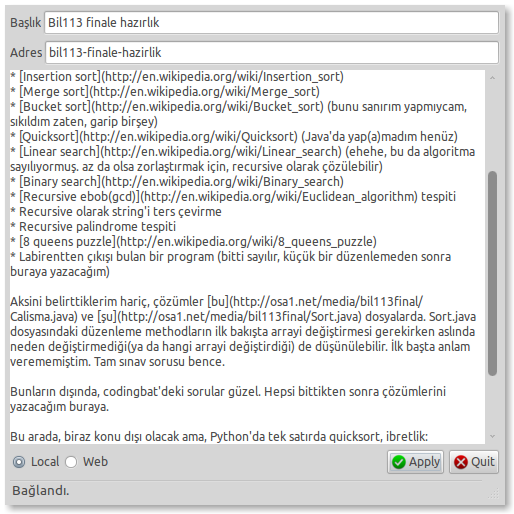 Başlık Bil113 finale hazırlık
Adres bil113-finale-hazirlik
* [Insertion sort](http://en.wikipedia.org/wiki/Insertion_sort)
* [Merge sort](http://en.wikipedia.org/wiki/Merge_sort)
* [Bucket sort](http://en.wikipedia.org/wiki/Bucket_sort) (bunu sanırım yapmıycam,
sıkıldım zaten, garip birşey)
* [Quicksort](http://en.wikipedia.org/wiki/Quicksort) (Java'da yap(a)madım henüz)
* [Linear search](http://en.wikipedia.org/wiki/Linear_search) (ehehe, bu da algoritma
sayılıyormuş. az da olsa zorlaştırmak için, recursive olarak çözülebilir)
* [Binary search](http://en.wikipedia.org/wiki/Binary_search)
* [Recursive ebob(gcd)](http://en.wikipedia.org/wiki/Euclidean_algorithm) tespiti
* Recursive olarak string'i ters çevirme
* Recursive palindrome tespiti
* [8 queens puzzle](http://en.wikipedia.org/wiki/8_queens_puzzle)
* Labirentten çıkışı bulan bir program (bitti sayılır, küçük bir düzenlemeden sonra
buraya yazacağım)
Aksini belirttiklerim hariç, çözümler [bu](http://osa1.net/media/bil113final/
Calisma.java) ve [şu](http://osa1.net/media/bil113final/Sort.java) dosyalarda. Sort.java
dosyasındaki düzenleme methodların ilk bakışta arrayi değiştirmesi gerekirken aslında
neden değiştirmediği(ya da hangi arrayi değiştirdiği) de düşünülebilir. İlk başta anlam
verememiştim. Tam sınav sorusu bence.
Bunların dışında, codingbat'deki sorular güzel. Hepsi bittikten sonra çözümlerini
yazacağım buraya.
Bu arada, biraz konu dışı olacak ama, Python'da tek satırda quicksort, ibretlik:
Local Web Apply Quit
Bağlandı.